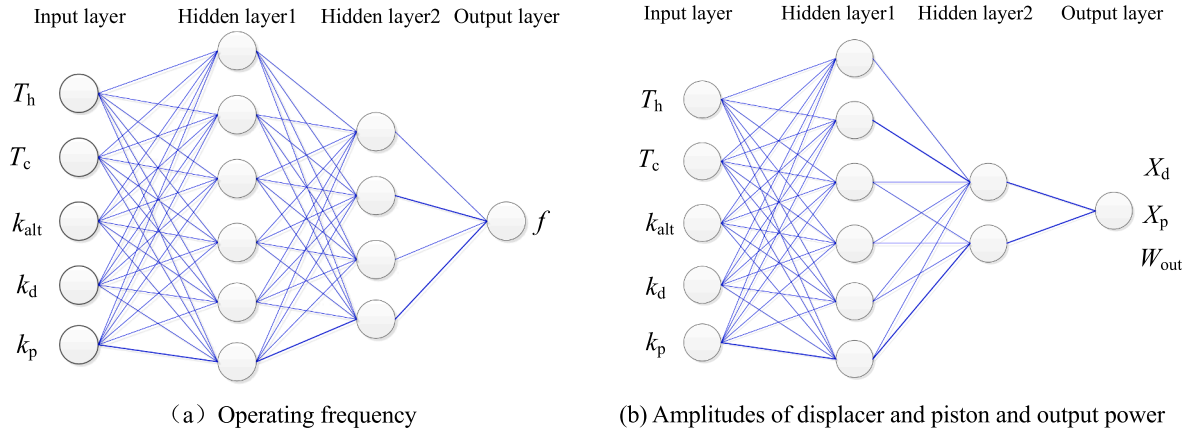 Input layer Hidden layer1 Hidden layer2 Output layer
Th
Tc
kalt
kd
kp
f
(a) Operating frequency
Input layer Hidden layer1 Hidden layer2 Output layer
Th
Tc
kalt
kd
kp
Xd
Xp
Wout
(b) Amplitudes of displacer and piston and output power